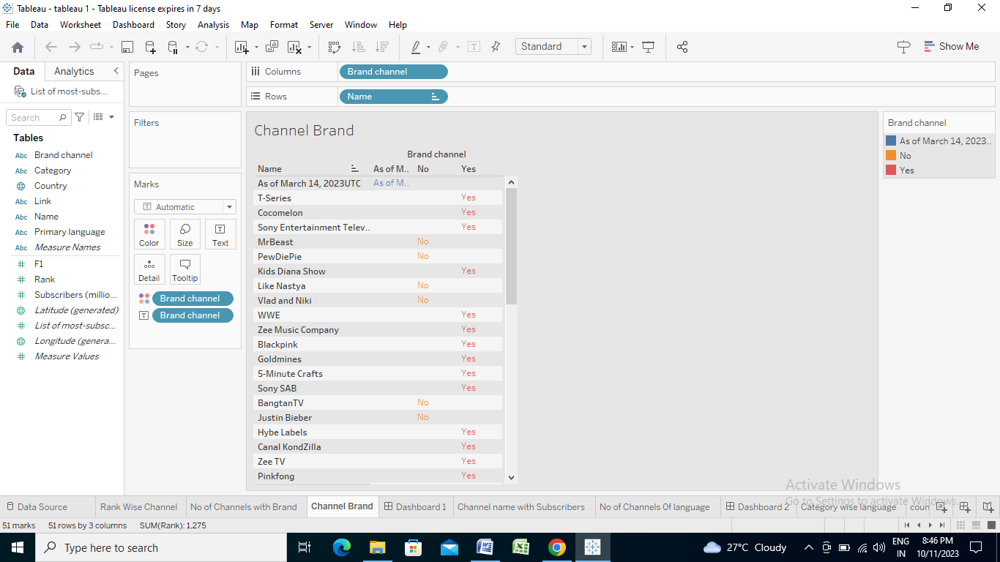 Tableau - tableau 1 - Tableau license expires in 7 days
File Data Worksheet Dashboard Story Analysis Map Format Server Window Help
Standard
Show Me
Data Analytics
List of most-subs...
Search
Tables
Abc Brand channel
Abc Category
Country
Abc Link
Abc Name
Abc Primary language
Abc Measure Names
F1
Rank
Subscribers (millio...
Latitude (generated)
List of most-subsc...
Longitude (genera...
Measure Values
Pages
Filters
Marks
Automatic
Color Size Text
Detail Tooltip
Brand channel
Brand channel
Columns Brand channel
Rows Name
Channel Brand
Brand channel
Name As of M.. No Yes
As of March 14, 2023UTC As of M..
T-Series Yes
Cocomelon Yes
Sony Entertainment Telev.. Yes
MrBeast No
PewDiePie No
Kids Diana Show Yes
Like Nastya No
Vlad and Niki No
WWE Yes
Zee Music Company Yes
Blackpink Yes
Goldmines Yes
5-Minute Crafts Yes
Sony SAB Yes
BangtanTV No
Justin Bieber No
Hybe Labels Yes
Canal KondZilla Yes
Zee TV Yes
Pinkfong Yes
Brand channel
As of March 14, 2023..
No
Yes
Activate Windows
Go to Settings to activate Windows.
Data Source Rank Wise Channel No of Channels with Brand Channel Brand Dashboard 1 Channel name with Subscribers No of Channels Of language Dashboard 2 Category wise language coun
51 marks 51 rows by 3 columns SUM(Rank): 1,275
Type here to search
27°C Cloudy
ENG
IN
8:46 PM
10/11/2023